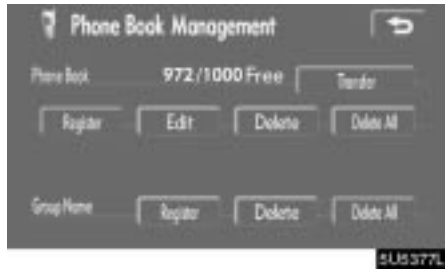 Phone Book Management
Phone Book 972/1000 Free Transfer
Register Edit Delete Delete All
Group Name Register Delete Delete All
5U5377L